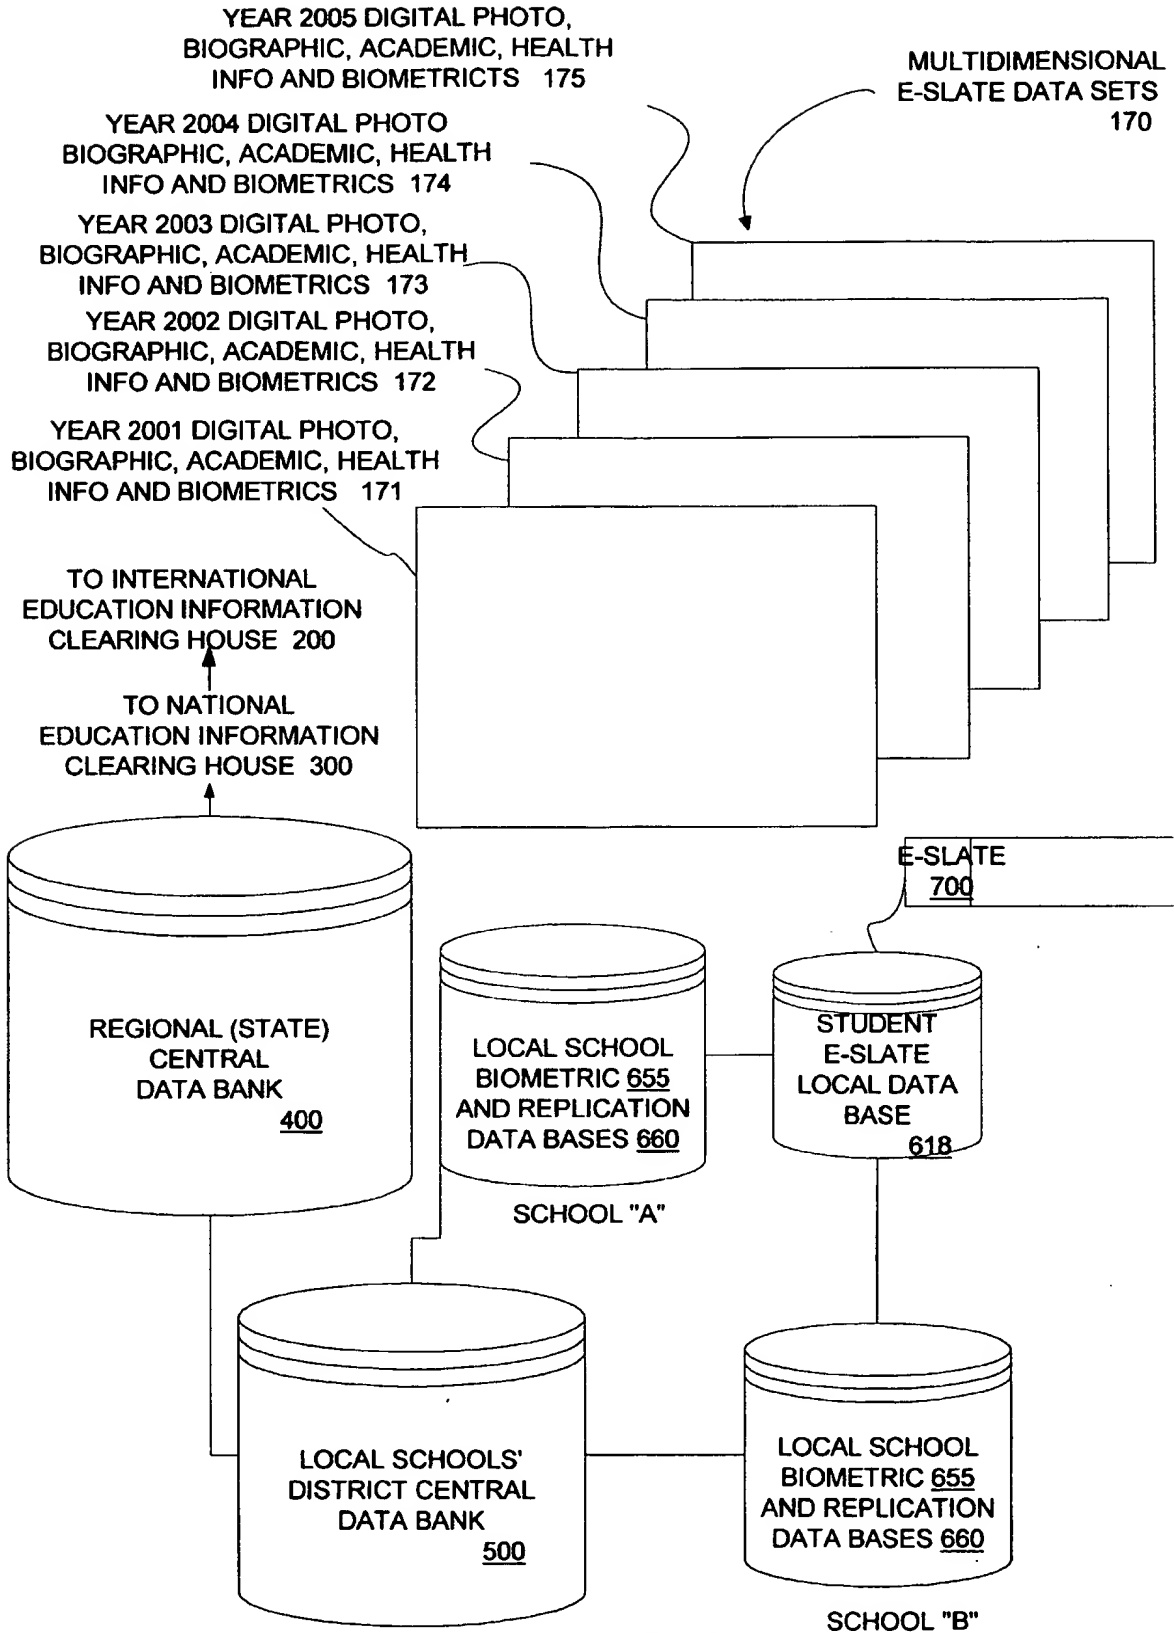 YEAR 2005 DIGITAL PHOTO,
BIOGRAPHIC, ACADEMIC, HEALTH
INFO AND BIOMETRICTS 175
MULTIDIMENSIONAL
E-SLATE DATA SETS
170
YEAR 2004 DIGITAL PHOTO
BIOGRAPHIC, ACADEMIC, HEALTH
INFO AND BIOMETRICS 174
YEAR 2003 DIGITAL PHOTO,
BIOGRAPHIC, ACADEMIC, HEALTH
INFO AND BIOMETRICS 173
YEAR 2002 DIGITAL PHOTO,
BIOGRAPHIC, ACADEMIC, HEALTH
INFO AND BIOMETRICS 172
YEAR 2001 DIGITAL PHOTO,
BIOGRAPHIC, ACADEMIC, HEALTH
INFO AND BIOMETRICS 171
TO INTERNATIONAL
EDUCATION INFORMATION
CLEARING HOUSE 200
TO NATIONAL
EDUCATION INFORMATION
CLEARING HOUSE 300
E-SLATE
700
REGIONAL (STATE)
CENTRAL
DATA BANK
400
LOCAL SCHOOL
BIOMETRIC 655
AND REPLICATION
DATA BASES 660
SCHOOL "A"
STUDENT
E-SLATE
LOCAL DATA
BASE
618
LOCAL SCHOOLS'
DISTRICT CENTRAL
DATA BANK
500
LOCAL SCHOOL
BIOMETRIC 655
AND REPLICATION
DATA BASES 660
SCHOOL "B"